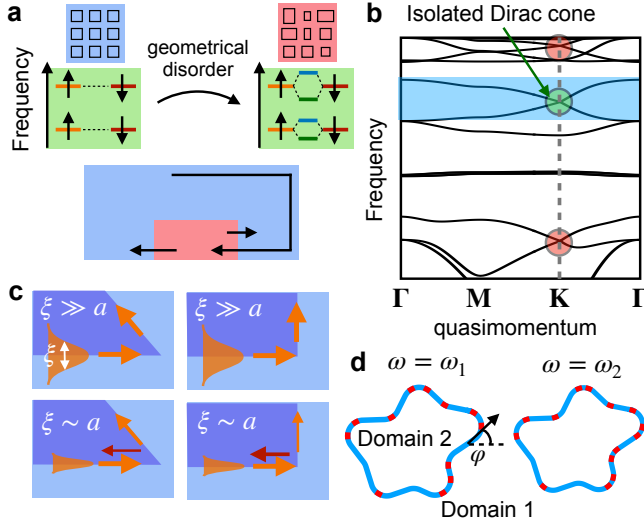 a
geometrical
disorder
Frequency
b
Isolated Dirac cone
Frequency
Γ M K Γ
quasimomentum
c
ξ ≫ a
ξ
ξ ≫ a
ξ ~ a
ξ ~ a
d
ω = ω₁
ω = ω₂
Domain 2
φ
Domain 1